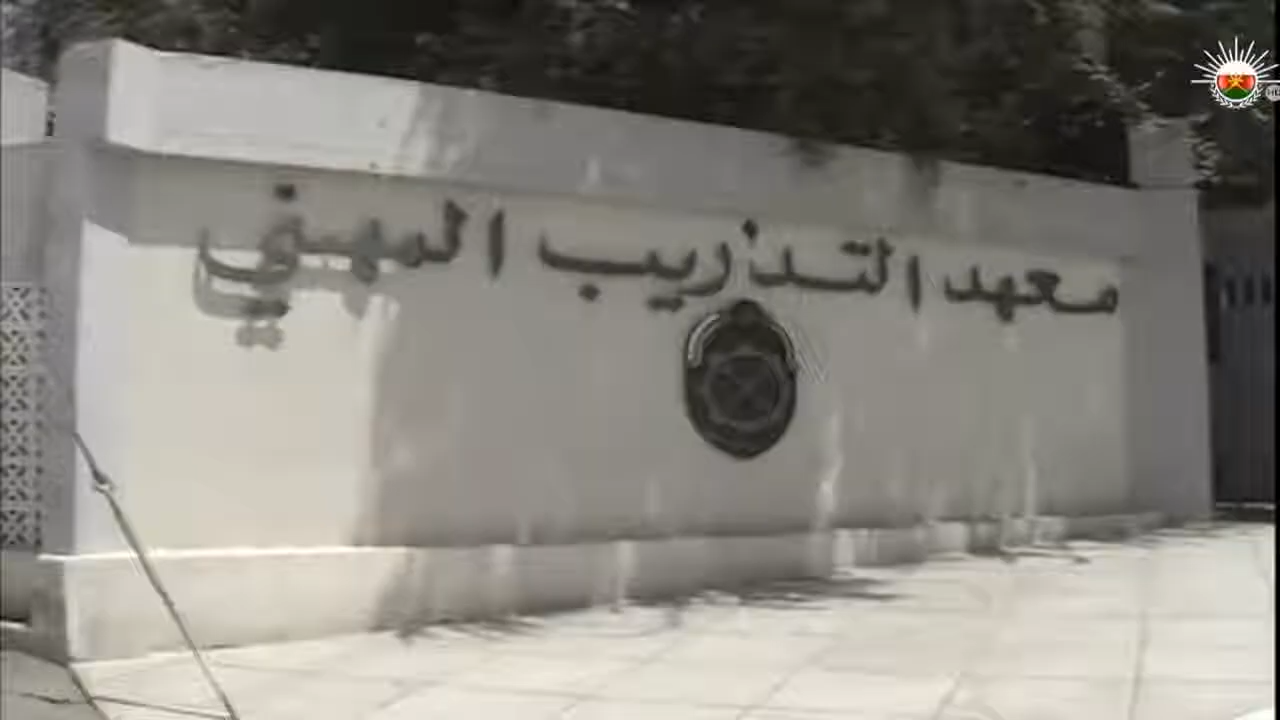 معهد التدريب المهني